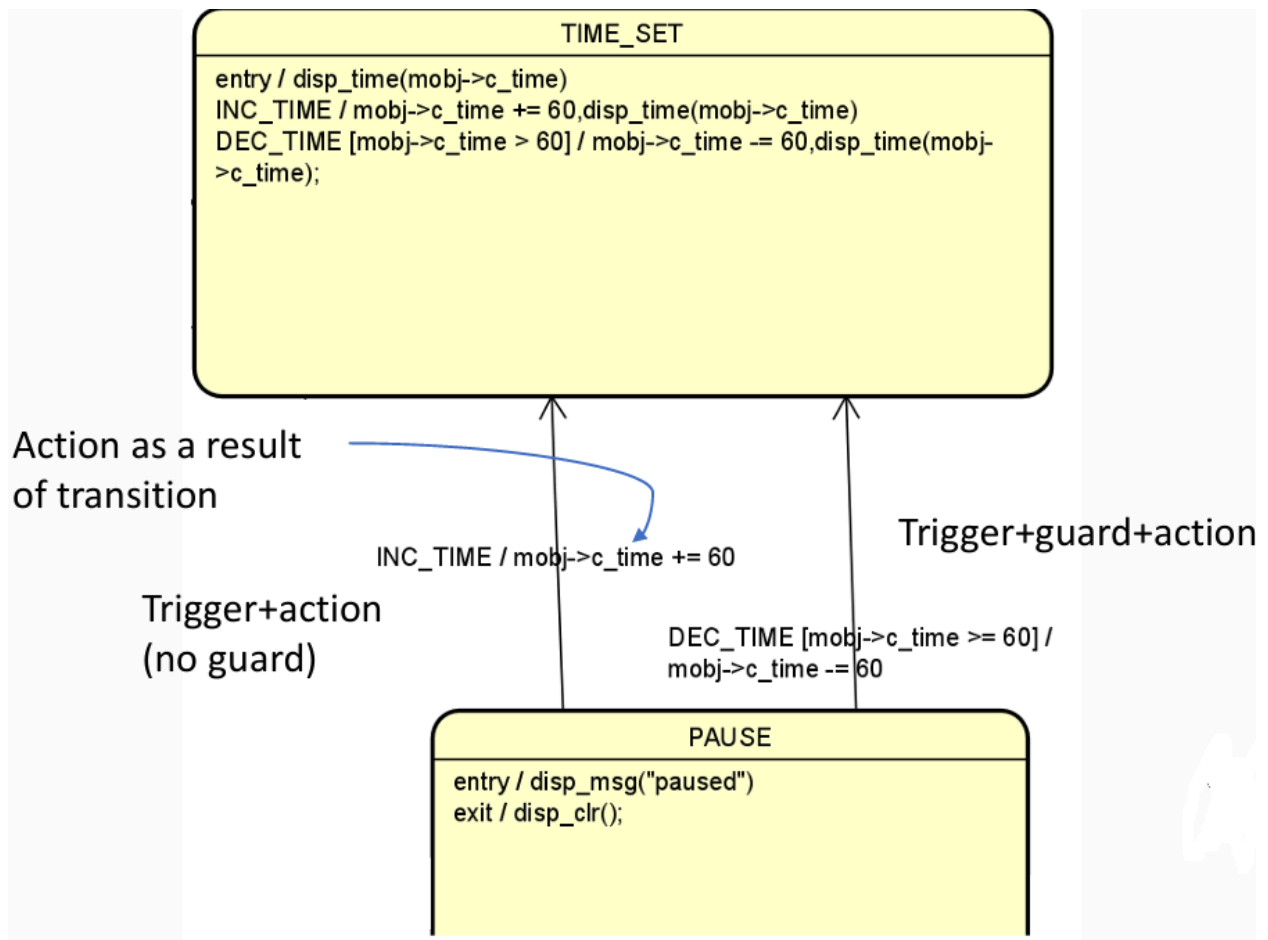 TIME_SET
entry / disp_time(mobj->c_time)
INC_TIME / mobj->c_time += 60,disp_time(mobj->c_time)
DEC_TIME [mobj->c_time > 60] / mobj->c_time -= 60,disp_time(mobj-
>c_time);
Action as a result
of transition
Trigger+guard+action
INC_TIME / mobj->c_time += 60
Trigger+action
(no guard)
DEC_TIME [mobj->c_time >= 60] /
mobj->c_time -= 60
PAUSE
entry / disp_msg("paused")
exit / disp_clr();